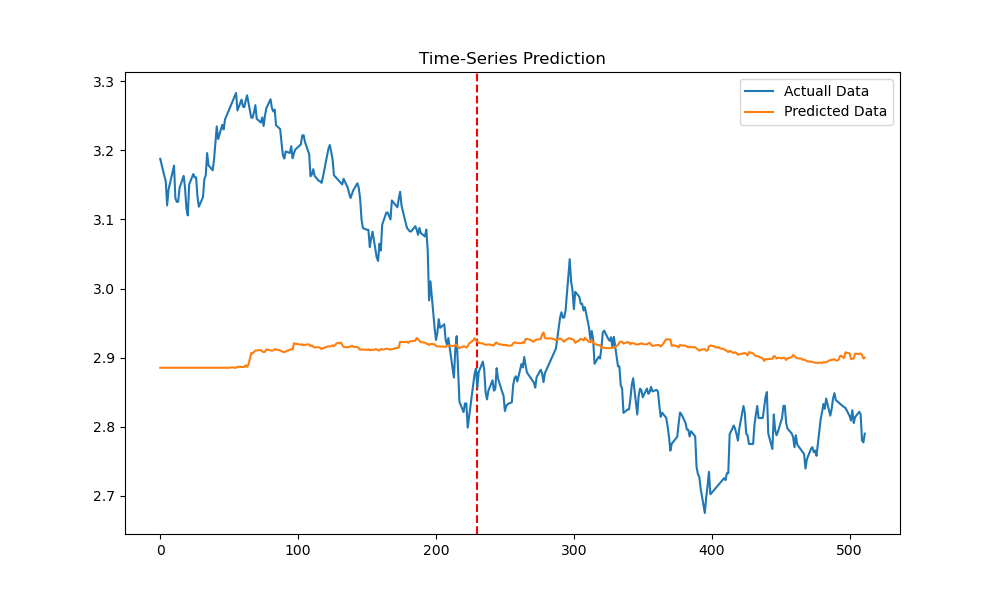 Time-Series Prediction
Actuall Data
Predicted Data
3.3
3.2
3.1
3.0
2.9
2.8
2.7
0 100 200 300 400 500